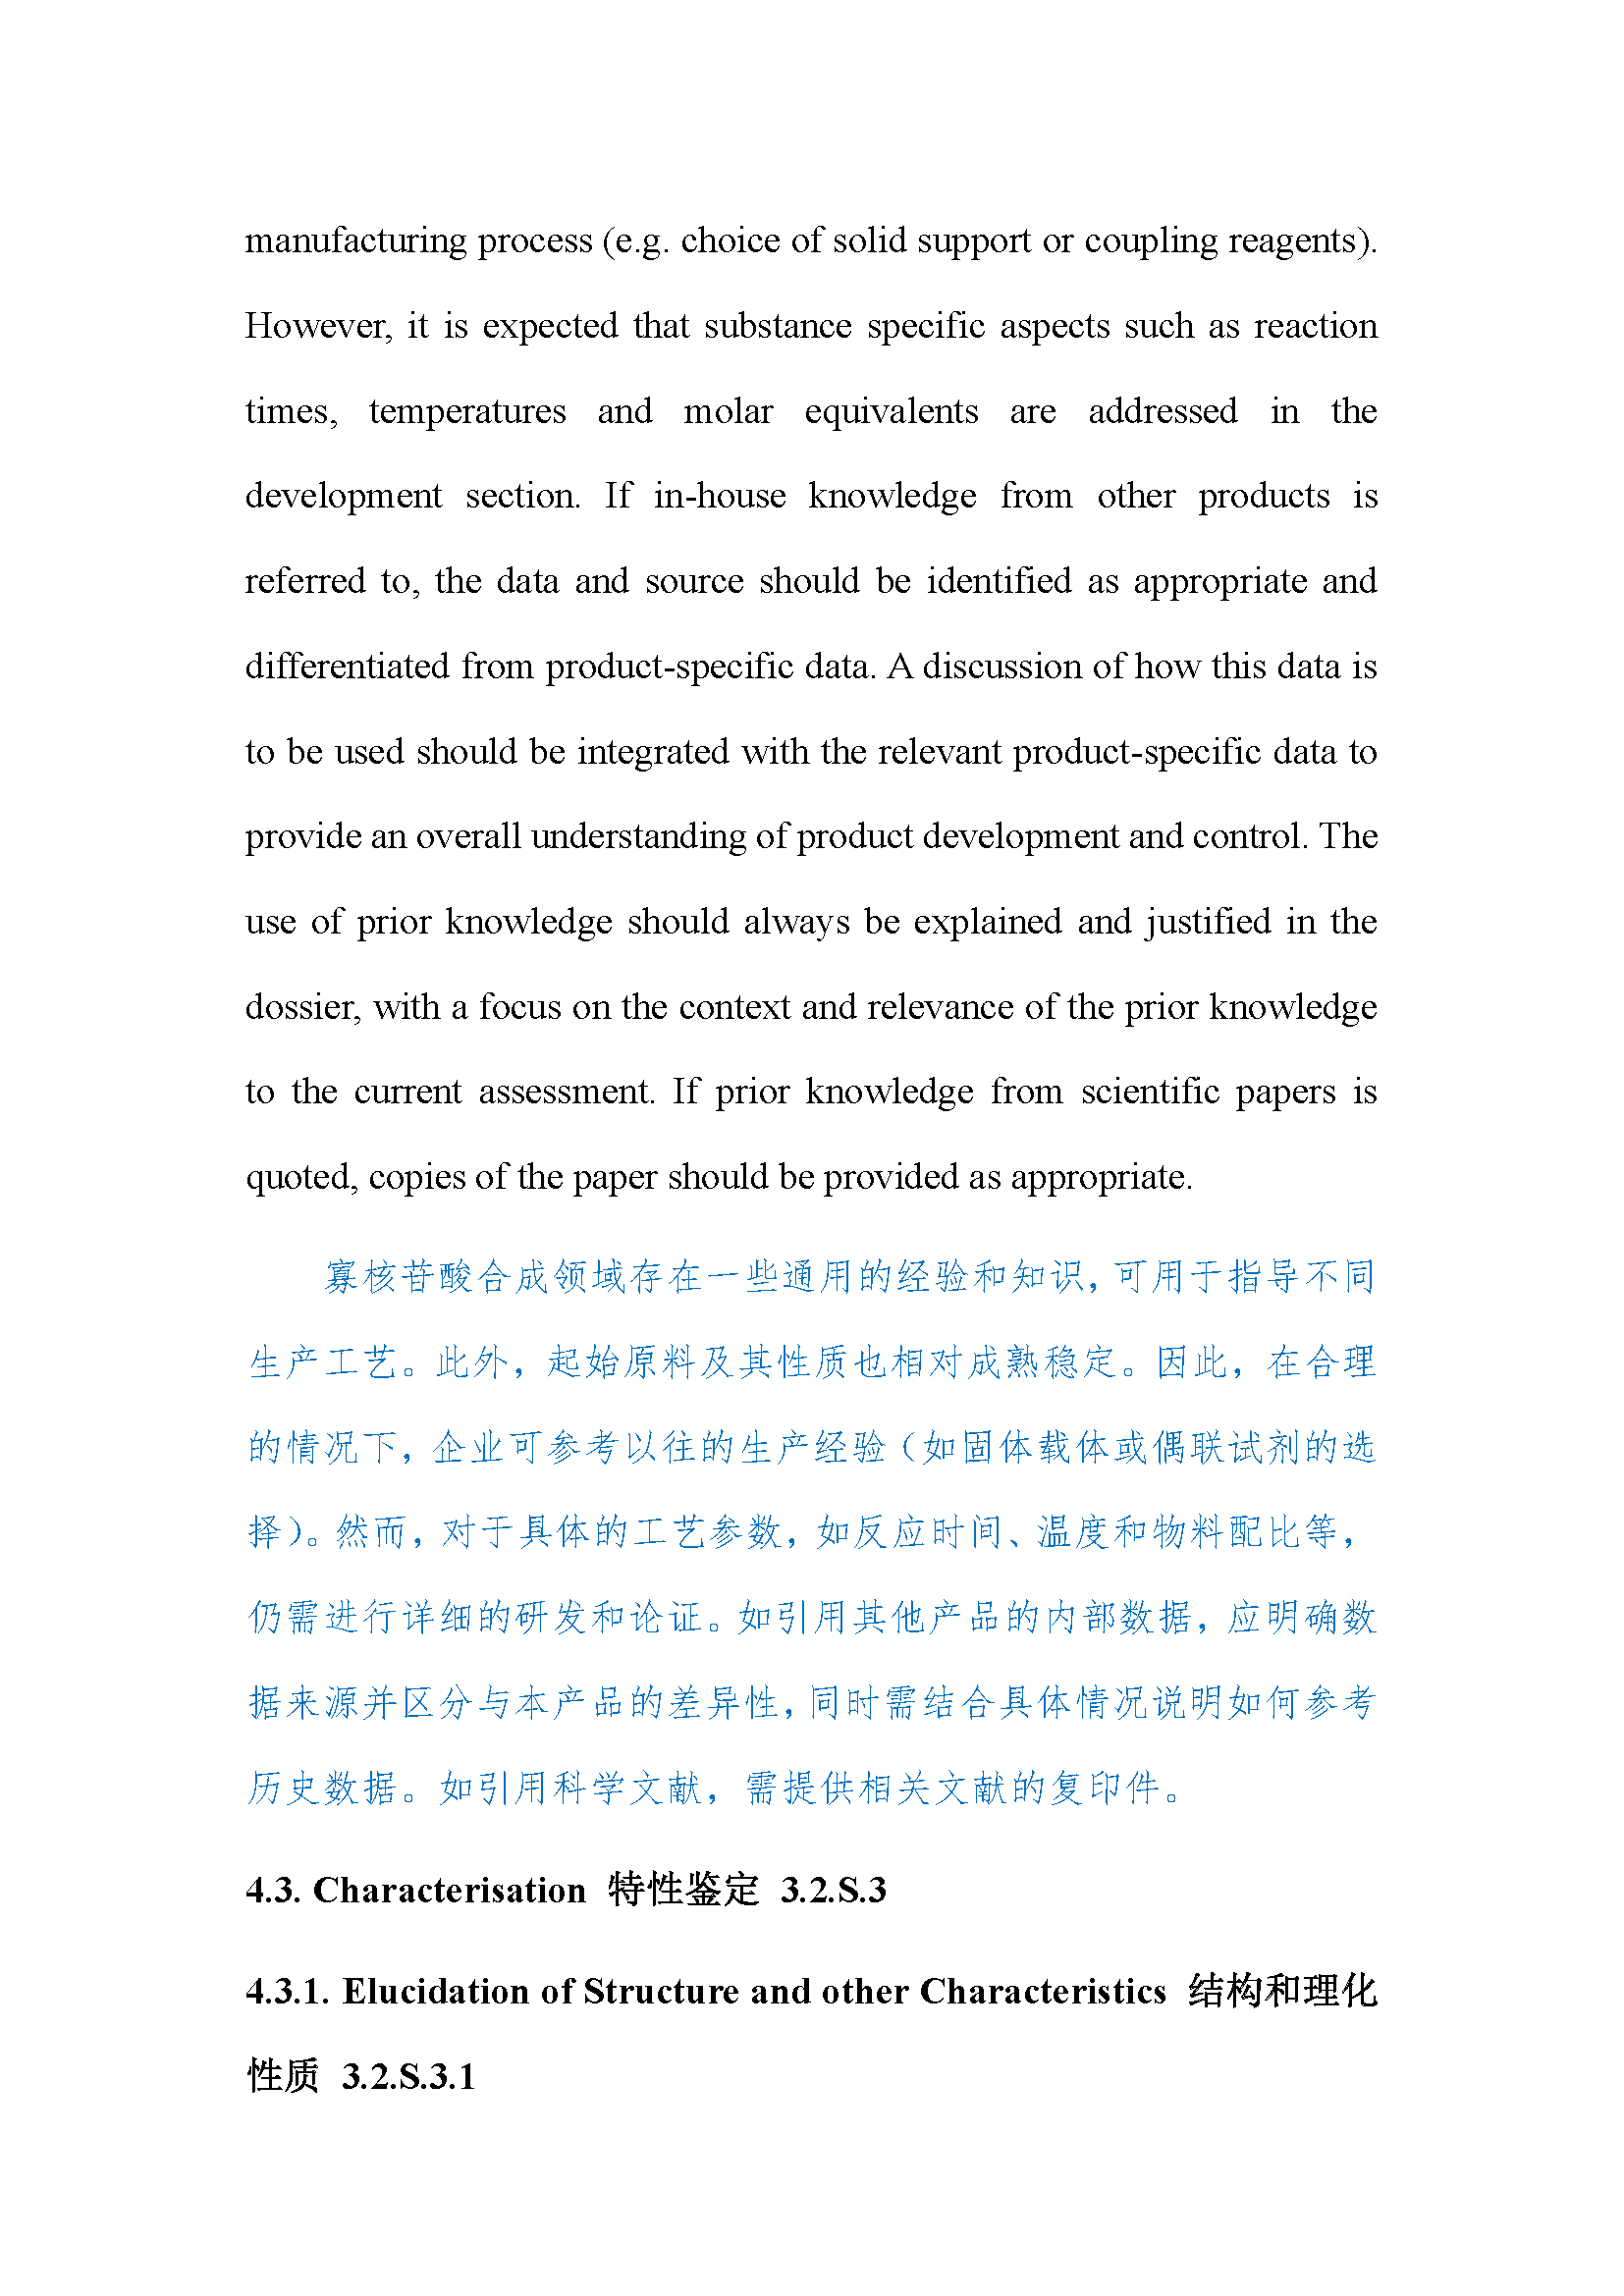 manufacturing process (e.g. choice of solid support or coupling reagents).
However, it is expected that substance specific aspects such as reaction
times, temperatures and molar equivalents are addressed in the
development section. If in-house knowledge from other products is
referred to, the data and source should be identified as appropriate and
differentiated from product-specific data. A discussion of how this data is
to be used should be integrated with the relevant product-specific data to
provide an overall understanding of product development and control. The
use of prior knowledge should always be explained and justified in the
dossier, with a focus on the context and relevance of the prior knowledge
to the current assessment. If prior knowledge from scientific papers is
quoted, copies of the paper should be provided as appropriate.
寡核苷酸合成领域存在一些通用的经验和知识，可用于指导不同
生产工艺。此外，起始原料及其性质也相对成熟稳定。因此，在合理
的情况下，企业可参考以往的生产经验（如固体载体或偶联试剂的选
择）。然而，对于具体的工艺参数，如反应时间、温度和物料配比等，
仍需进行详细的研发和论证。如引用其他产品的内部数据，应明确数
据来源并区分与本产品的差异性，同时需结合具体情况说明如何参考
历史数据。如引用科学文献，需提供相关文献的复印件。
4.3. Characterisation 特性鉴定 3.2.S.3
4.3.1. Elucidation of Structure and other Characteristics 结构和理化
性质 3.2.S.3.1